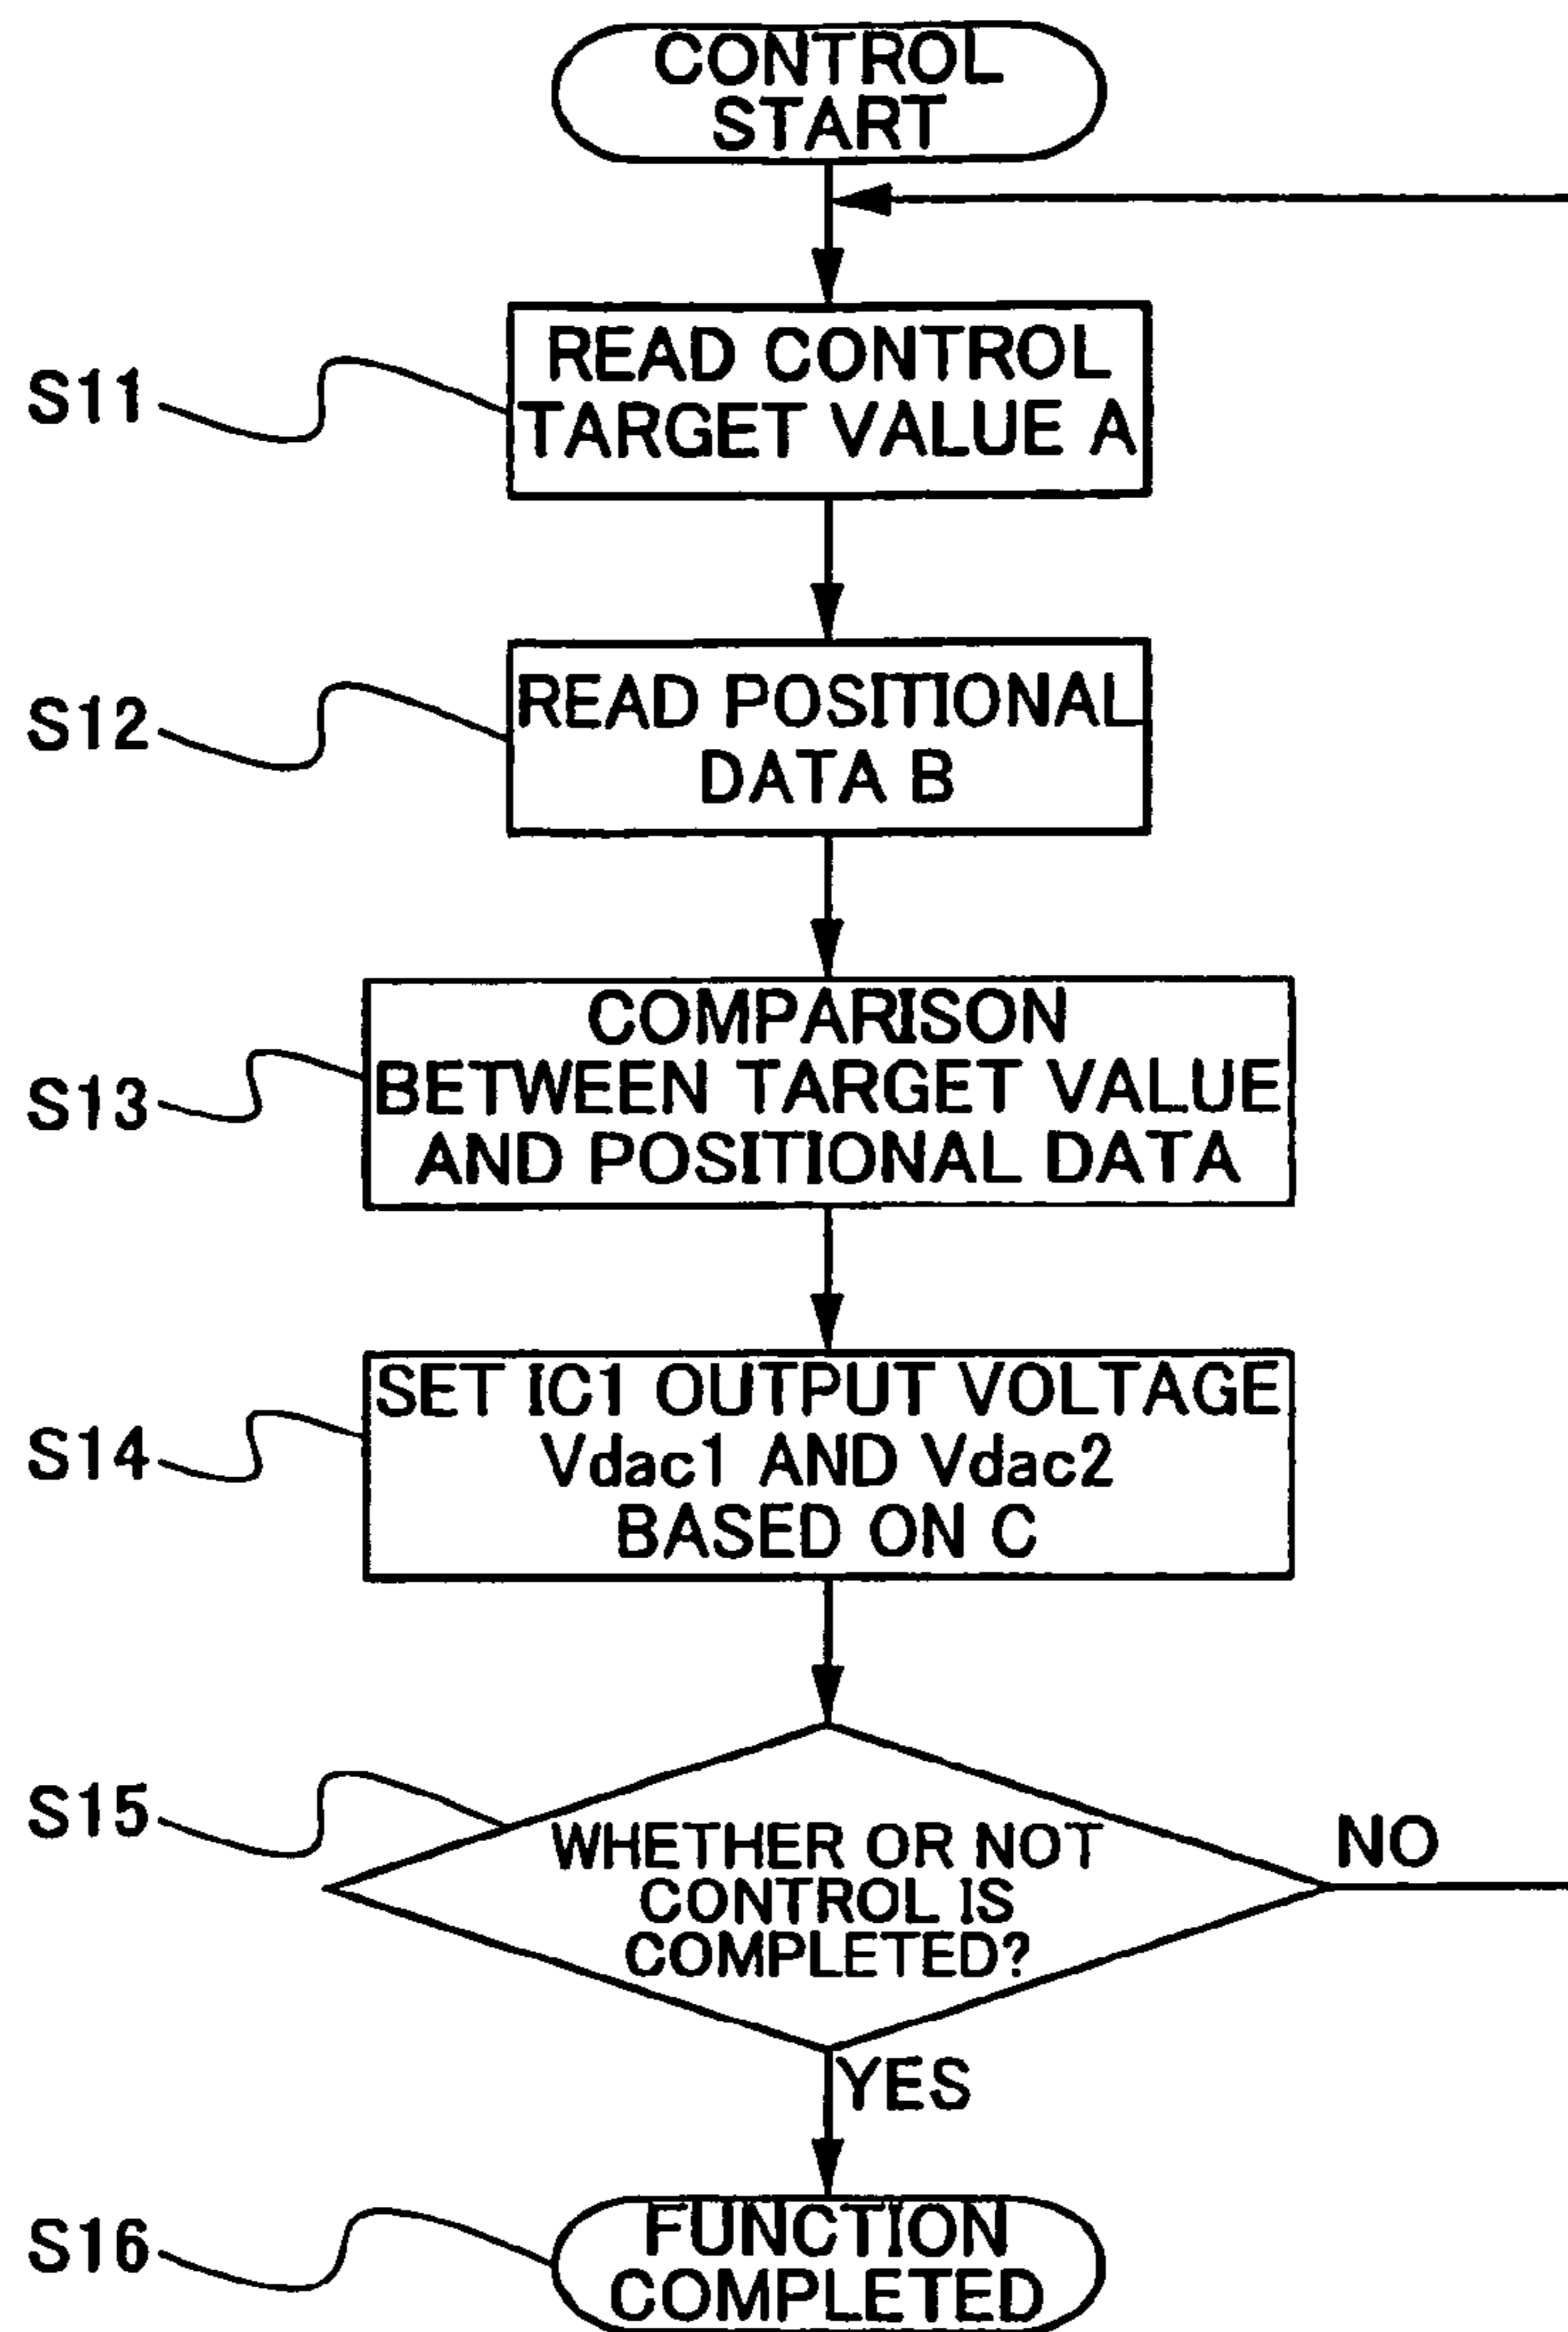 CONTROL
START
S11
READ CONTROL
TARGET VALUE A
S12
READ POSITIONAL
DATA B
S13
COMPARISON
BETWEEN TARGET VALUE
AND POSITIONAL DATA
S14
SET IC1 OUTPUT VOLTAGE
Vdac1 AND Vdac2
BASED ON C
S15
WHETHER OR NOT
CONTROL IS
COMPLETED?
NO
YES
S16
FUNCTION
COMPLETED